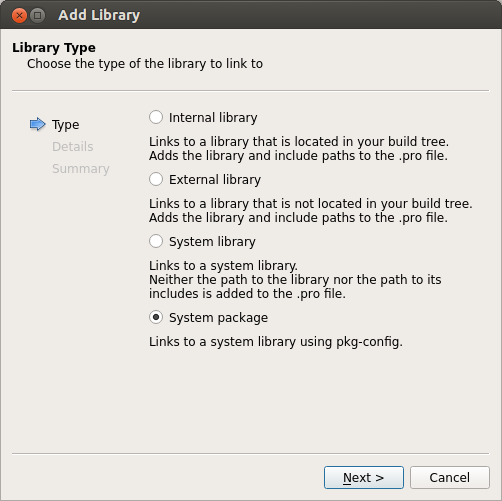 Add Library
Library Type
Choose the type of the library to link to
Type
Details
Summary
Internal library
Links to a library that is located in your build tree.
Adds the library and include paths to the .pro file.
External library
Links to a library that is not located in your build tree.
Adds the library and include paths to the .pro file.
System library
Links to a system library.
Neither the path to the library nor the path to its
includes is added to the .pro file.
System package
Links to a system library using pkg-config.
Next >
Cancel